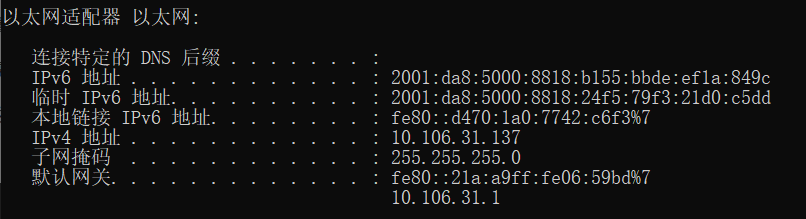 以太网适配器 以太网:
连接特定的 DNS 后缀 . . . . . . . :
IPv6 地址 . . . . . . . . . . . . : 2001:da8:5000:8818:b155:bbde:ef1a:849c
临时 IPv6 地址. . . . . . . . . . : 2001:da8:5000:8818:24f5:79f3:21d0:c5dd
本地链接 IPv6 地址. . . . . . . . : fe80::d470:1a0:7742:c6f3%7
IPv4 地址 . . . . . . . . . . . . : 10.106.31.137
子网掩码 . . . . . . . . . . . . : 255.255.255.0
默认网关. . . . . . . . . . . . . : fe80::21a:a9ff:fe06:59bd%7
10.106.31.1